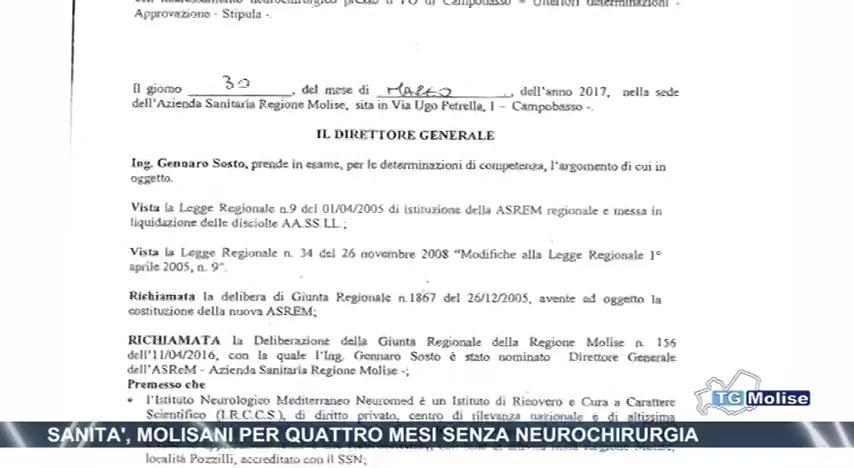 presso il PO di Campobasso – Ulteriori determinazioni -
Approvazione - Stipula -.
Il giorno 30, del mese di MARZO, dell'anno 2017, nella sede
dell'Azienda Sanitaria Regione Molise, sita in Via Ugo Petrella, 1 – Campobasso -.
IL DIRETTORE GENERALE
Ing. Gennaro Sosto, prende in esame, per le determinazioni di competenza, l'argomento di cui in
oggetto.
Vista la Legge Regionale n.9 del 01/04/2005 di istituzione della ASREM regionale e messa in
liquidazione delle disciolte AA.SS.LL.;
Vista la Legge Regionale n. 34 del 26 novembre 2008 "Modifiche alla Legge Regionale 1°
aprile 2005, n. 9".
Richiamata la delibera di Giunta Regionale n.1867 del 26/12/2005, avente ad oggetto la
costituzione della nuova ASREM;
RICHIAMATA la Deliberazione della Giunta Regionale della Regione Molise n. 156
dell'11/04/2016, con la quale l'Ing. Gennaro Sosto è stato nominato Direttore Generale
dell'ASReM - Azienda Sanitaria Regione Molise -;
Premesso che
• l'Istituto Neurologico Mediterraneo Neuromed è un Istituto di Ricovero e Cura a Carattere
Scientifico (I.R.C.C.S.), di diritto privato, centro di rilevanza nazionale e di altissima
TG Molise
SANITA', MOLISANI PER QUATTRO MESI SENZA NEUROCHIRURGIA
località Pozzilli, accreditato con il SSN;